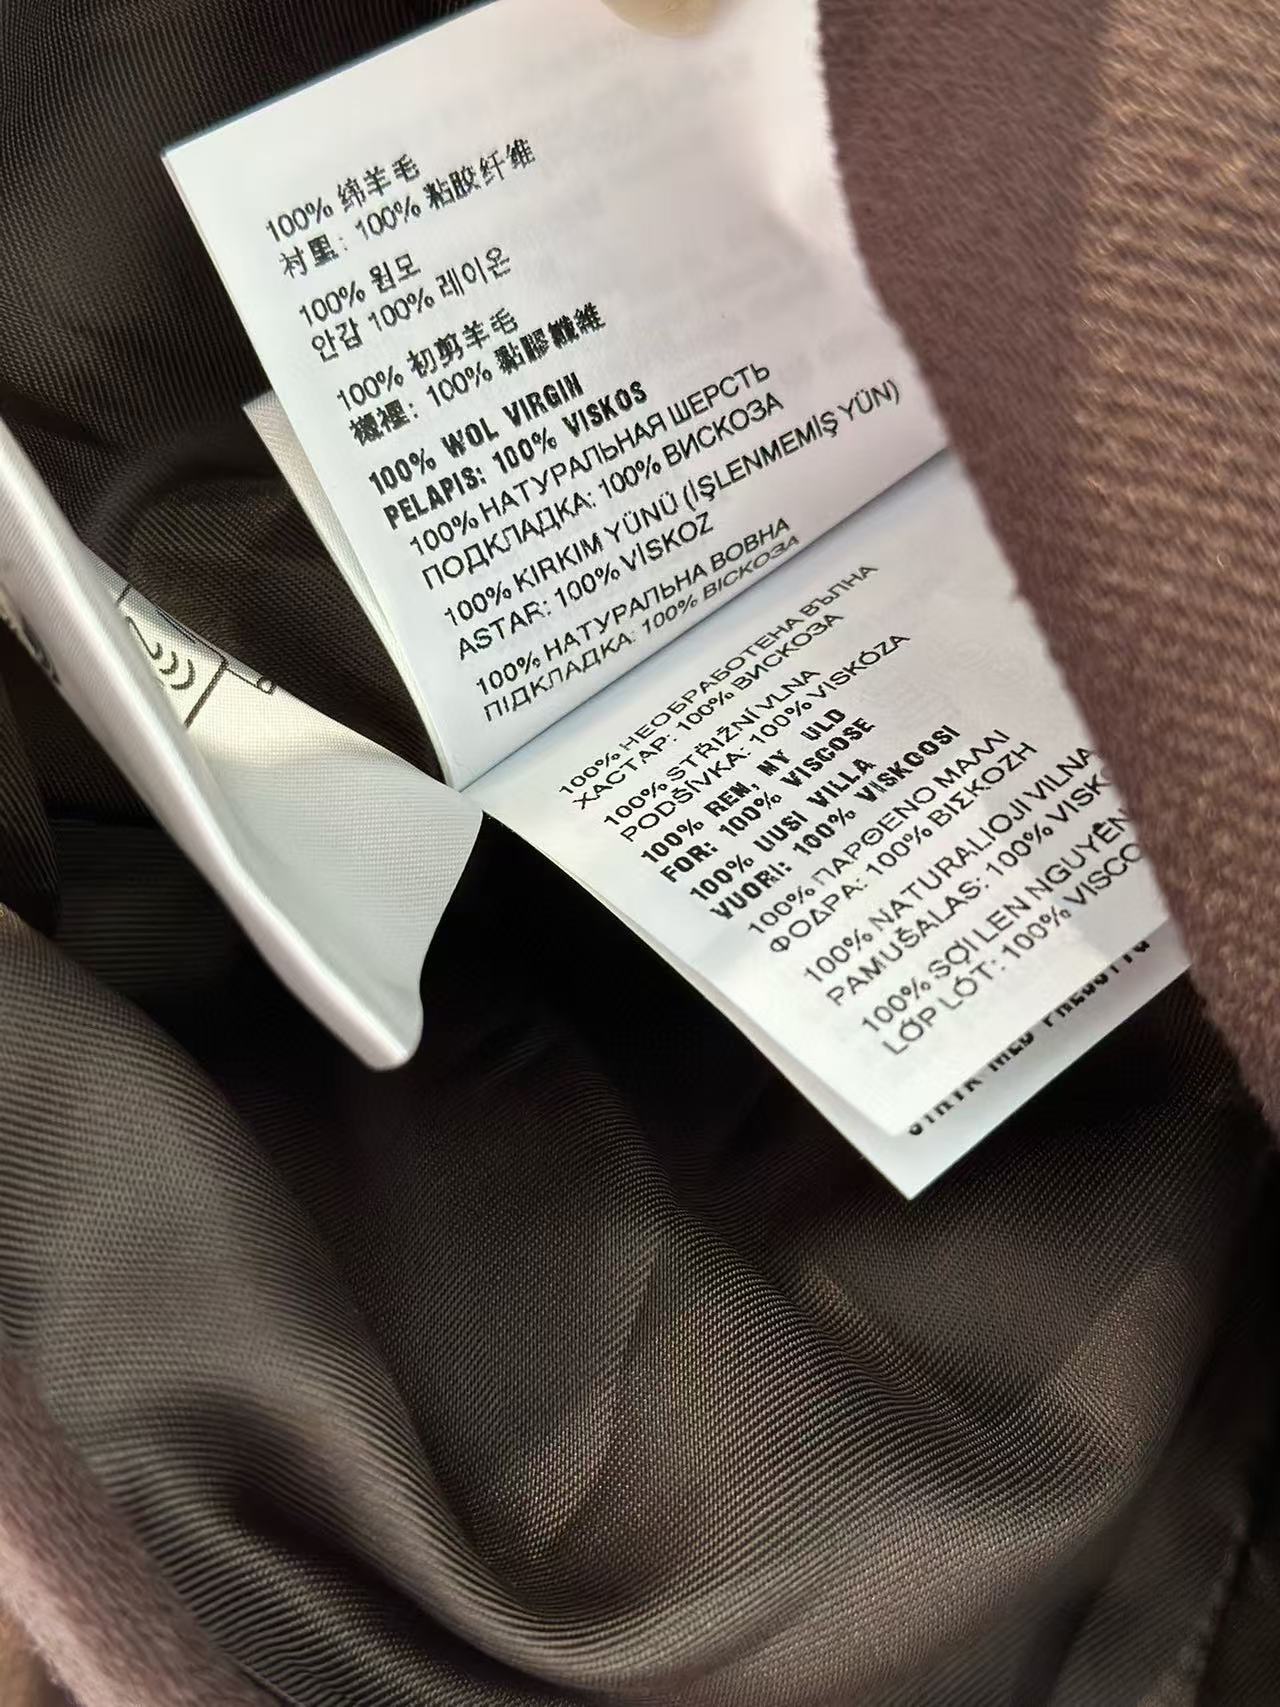 100% 绵羊毛
衬里: 100% 粘胶纤维
100% 원모
안감 100% 레이온
100% 初剪羊毛
襯裡: 100% 黏膠纖維
100% WOL VIRGIN
PELAPIS: 100% VISKOS
100% НАТУРАЛЬНАЯ ШЕРСТЬ
ПОДКЛАДКА: 100% ВИСКОЗА
100% KIRKIM YÜNÜ (İŞLENMEMİŞ YÜN)
ASTAR: 100% VİSKOZ
100% НАТУРАЛЬНА ВОВНА
ПІДКЛАДКА: 100% ВІСКОЗА
100% НЕОБРАБОТЕНА ВЪЛНА
ХАСТАР: 100% ВИСКОЗА
100% STŘIŽNÍ VLNA
PODŠÍVKA: 100% VISKÓZA
100% REN, NY ULD
FOR: 100% VISCOSE
100% UUSI VILLA
VUORI: 100% VISKOOSI
100% ΠΑΡΘΕΝΟ ΜΑΛΛΙ
ΦΟΔΡΑ: 100% ΒΙΣΚΟΖΗ
100% NATURALIOJI VILNA
PAMUŠALAS: 100% VISK
100% SỢI LEN NGUYÊN
LỚP LÓT: 100% VISCO